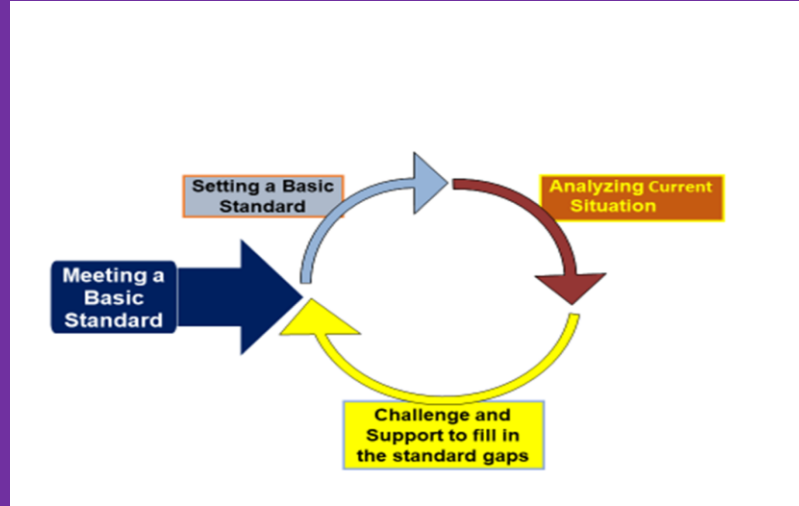 Setting a Basic
Standard
Analyzing Current
Situation
Meeting a
Basic
Standard
Challenge and
Support to fill in
the standard gaps